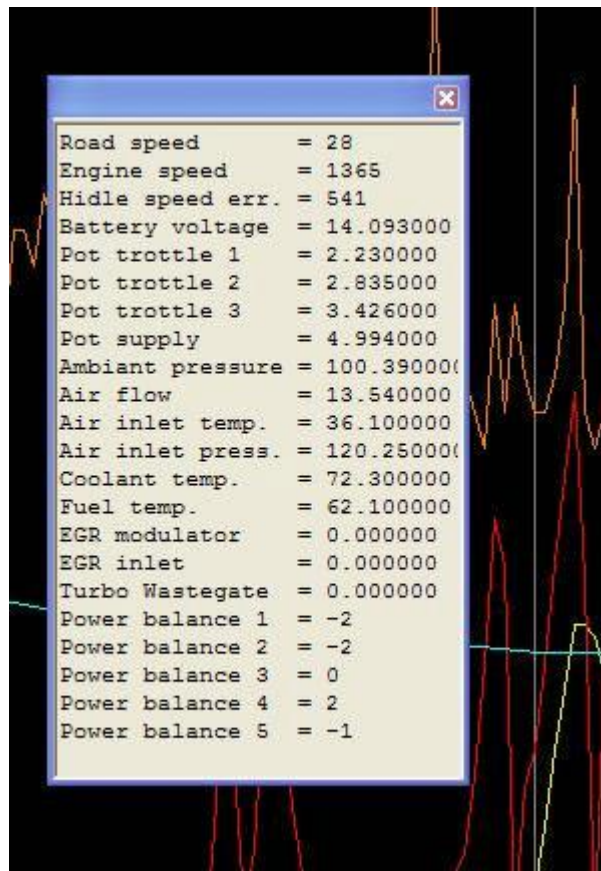 Road speed = 28
Engine speed = 1365
Hidle speed err. = 541
Battery voltage = 14.093000
Pot trottle 1 = 2.230000
Pot trottle 2 = 2.835000
Pot trottle 3 = 3.426000
Pot supply = 4.994000
Ambiant pressure = 100.390000
Air flow = 13.540000
Air inlet temp. = 36.100000
Air inlet press. = 120.250000
Coolant temp. = 72.300000
Fuel temp. = 62.100000
EGR modulator = 0.000000
EGR inlet = 0.000000
Turbo Wastegate = 0.000000
Power balance 1 = -2
Power balance 2 = -2
Power balance 3 = 0
Power balance 4 = 2
Power balance 5 = -1